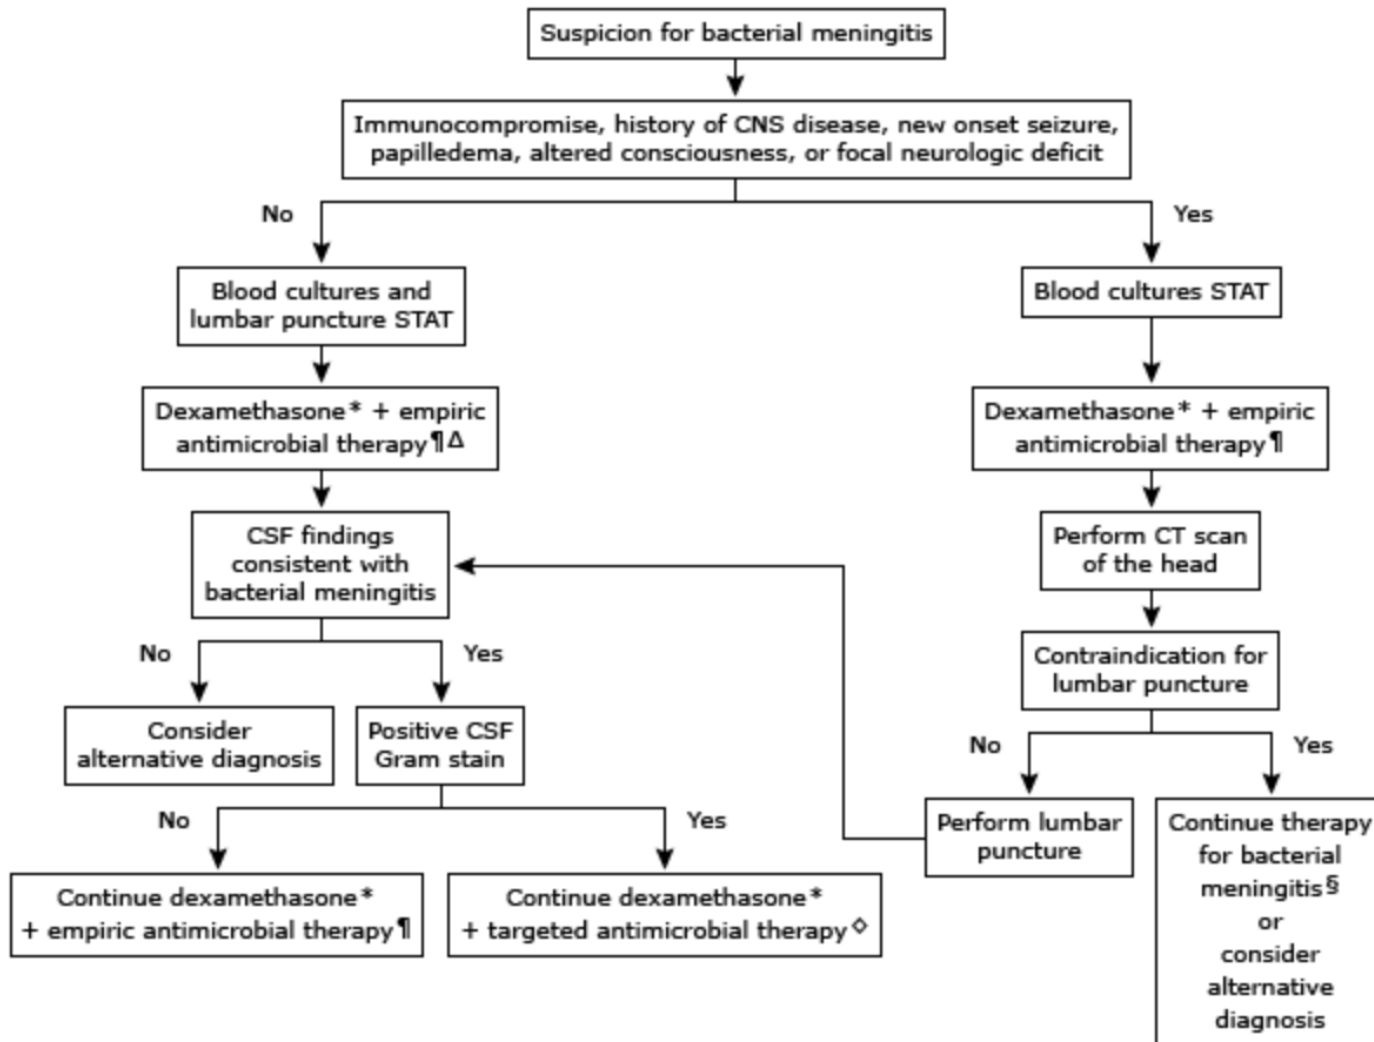 Suspicion for bacterial meningitis
Immunocompromise, history of CNS disease, new onset seizure,
papilledema, altered consciousness, or focal neurologic deficit
No
Yes
Blood cultures and
lumbar puncture STAT
Blood cultures STAT
Dexamethasone* + empiric
antimicrobial therapy¶Δ
Dexamethasone* + empiric
antimicrobial therapy¶
CSF findings
consistent with
bacterial meningitis
Perform CT scan
of the head
No
Yes
Contraindication for
lumbar puncture
Consider
alternative diagnosis
Positive CSF
Gram stain
No
Yes
No
Yes
Perform lumbar
puncture
Continue therapy
for bacterial
meningitis§
or
consider
alternative
diagnosis
Continue dexamethasone*
+ empiric antimicrobial therapy¶
Continue dexamethasone*
+ targeted antimicrobial therapy◇